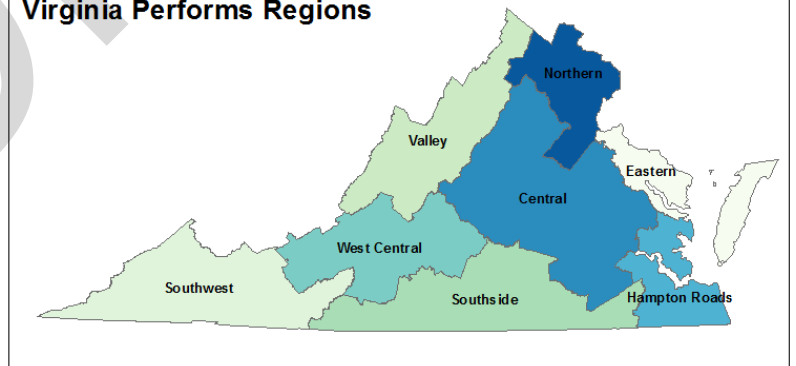 Virginia Performs Regions
Northern
Valley
Eastern
Central
West Central
Southwest
Southside
Hampton Roads